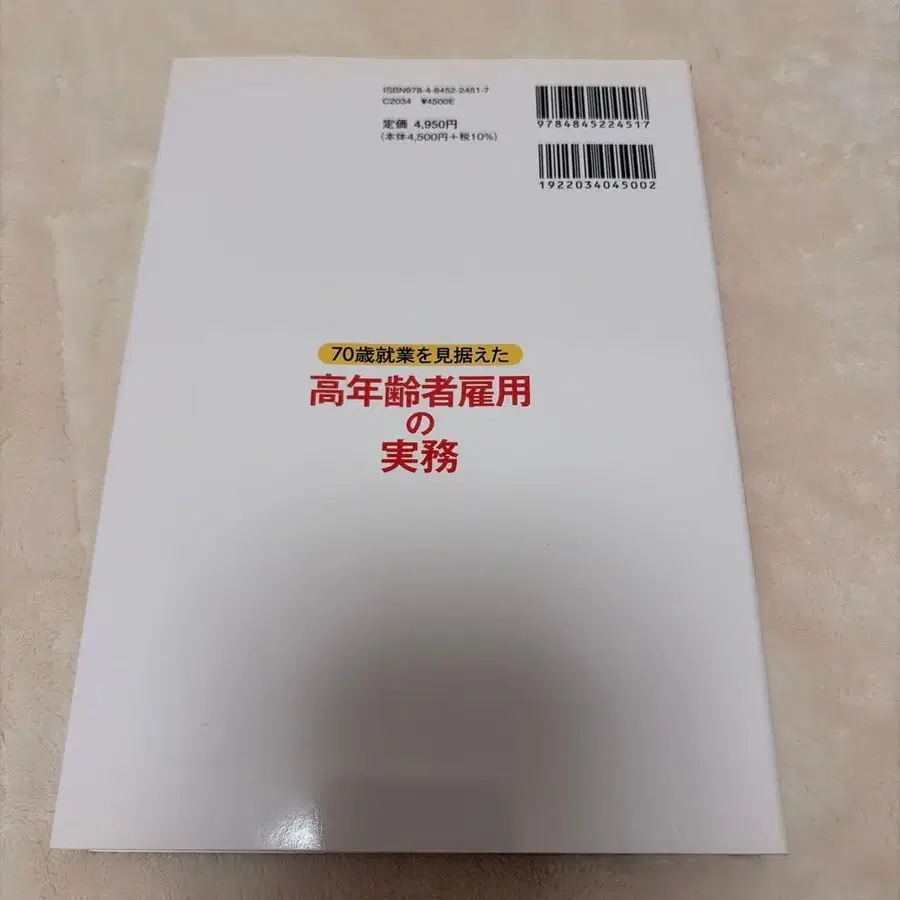 ISBN978-4-8452-2451-7
C2034 ¥4500E
定価 4,950円
(本体4,500円+税10%)
9784845224517
1922034045002
70歳就業を見据えた
高年齢者雇用
の
実務